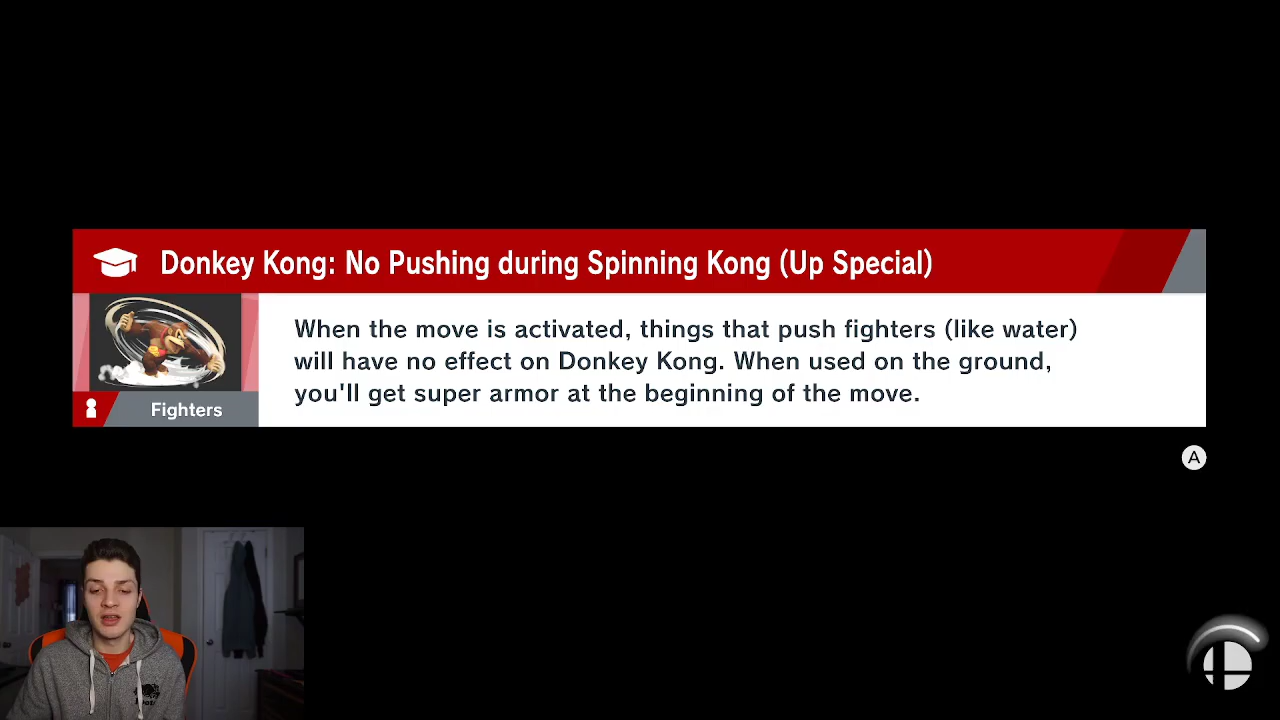 Donkey Kong: No Pushing during Spinning Kong (Up Special)
When the move is activated, things that push fighters (like water)
will have no effect on Donkey Kong. When used on the ground,
you'll get super armor at the beginning of the move.
Fighters
A